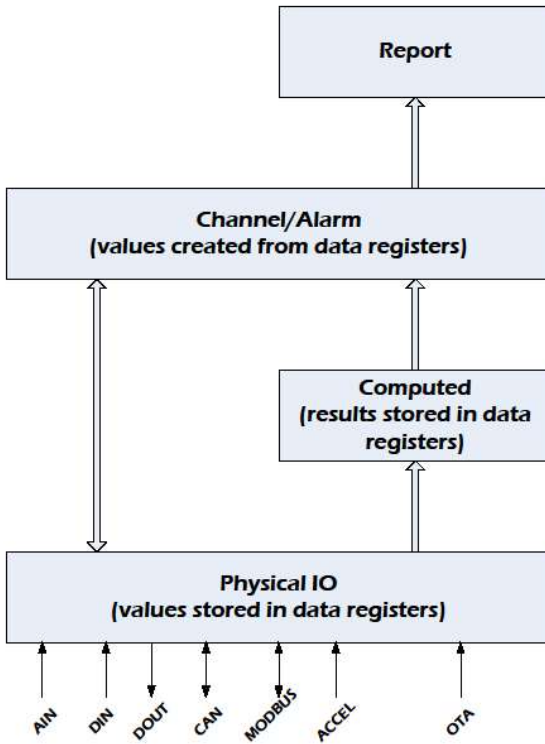 Report
Channel/Alarm
(values created from data registers)
Computed
(results stored in data
registers)
Physical IO
(values stored in data registers)
AIN
DIN
DOUT
CAN
MODBUS
ACCEL
OTA